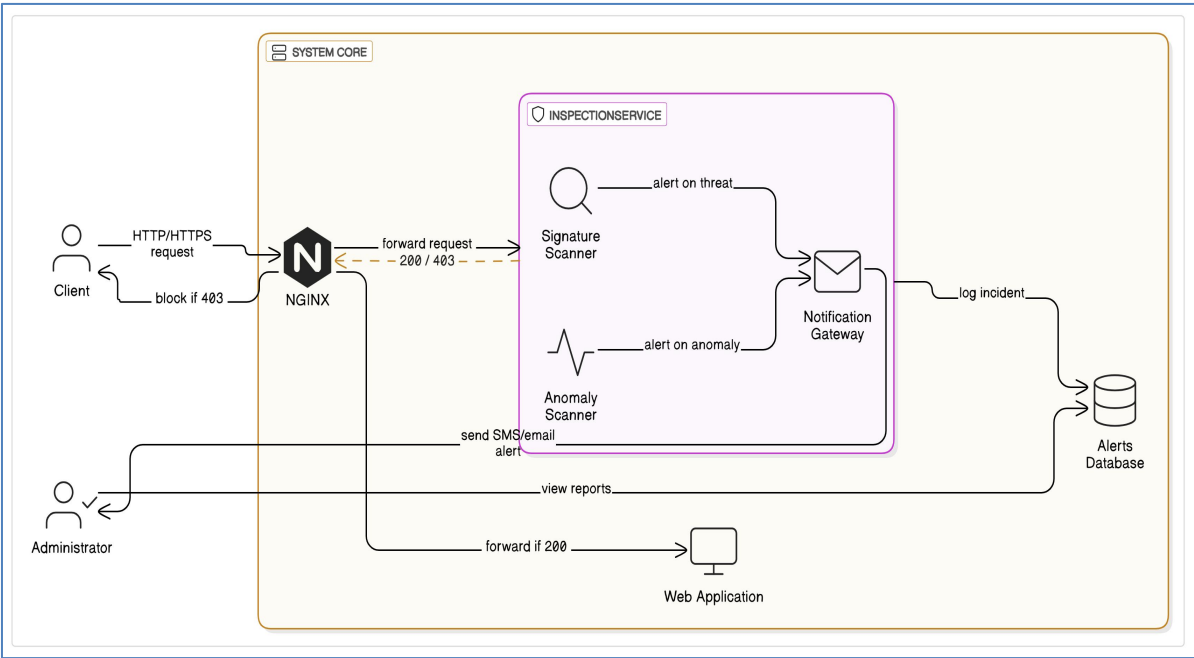 SYSTEM CORE
INSPECTIONSERVICE
alert on threat
Signature
Scanner
HTTP/HTTPS
request
forward request
200 / 403
Client
block if 403
N
NGINX
Notification
Gateway
log incident
alert on anomaly
Anomaly
Scanner
send SMS/email
alert
Alerts
Database
view reports
Administrator
forward if 200
Web Application